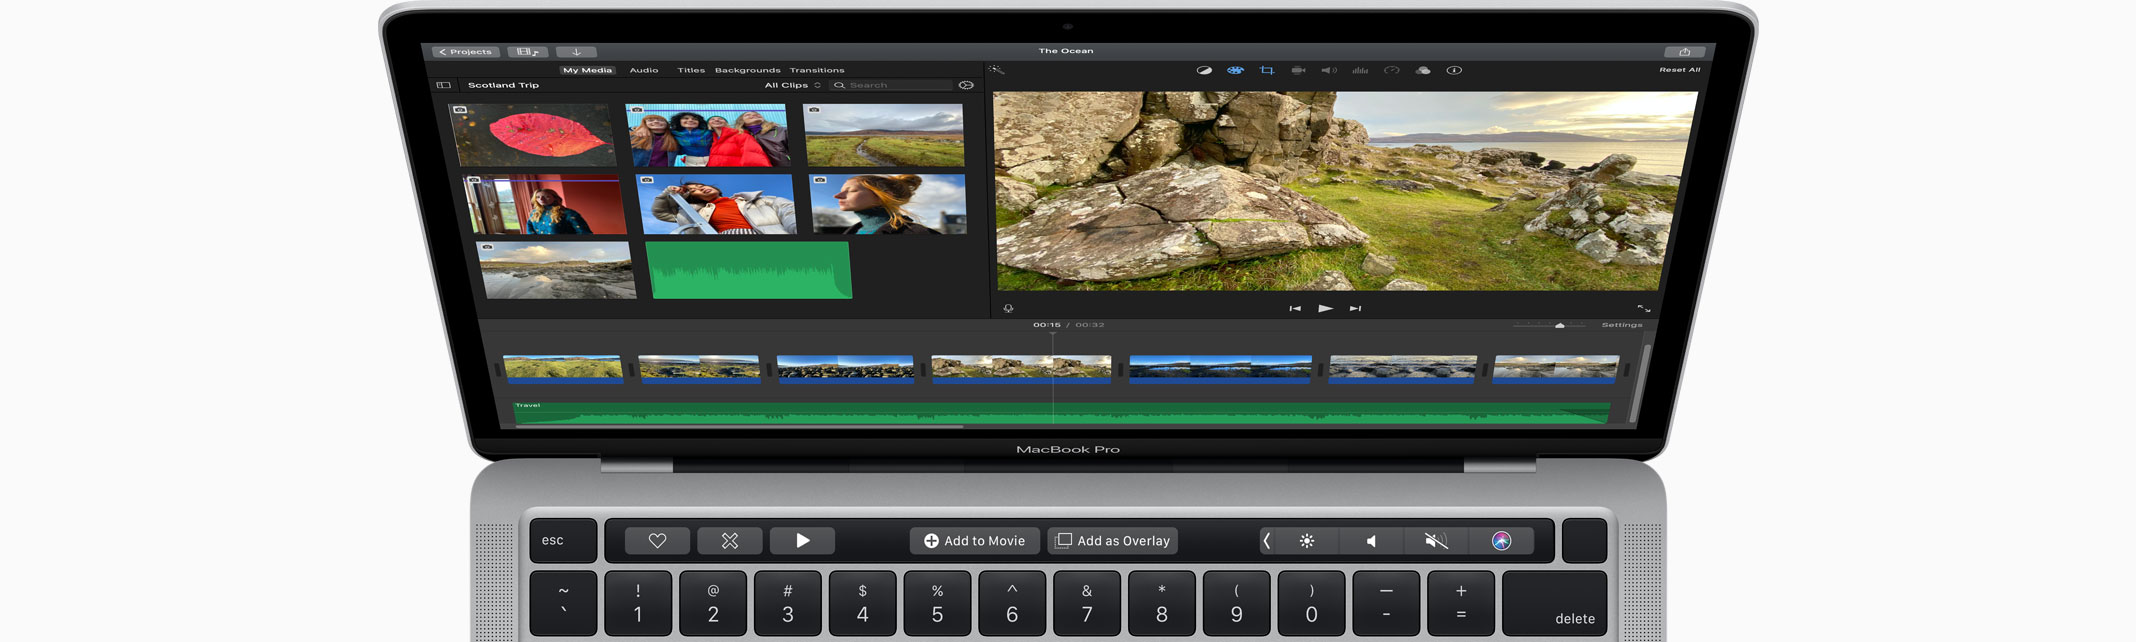 Projects
The Ocean
My Media Audio Titles Backgrounds Transitions
Reset All
Scotland Trip
All Clips
Search
00:15 / 00:32
Settings
Travel
MacBook Pro
esc
Add to Movie
Add as Overlay
~ ! @ # $ % ^ & * ( ) — +
` 1 2 3 4 5 6 7 8 9 0 - =
delete